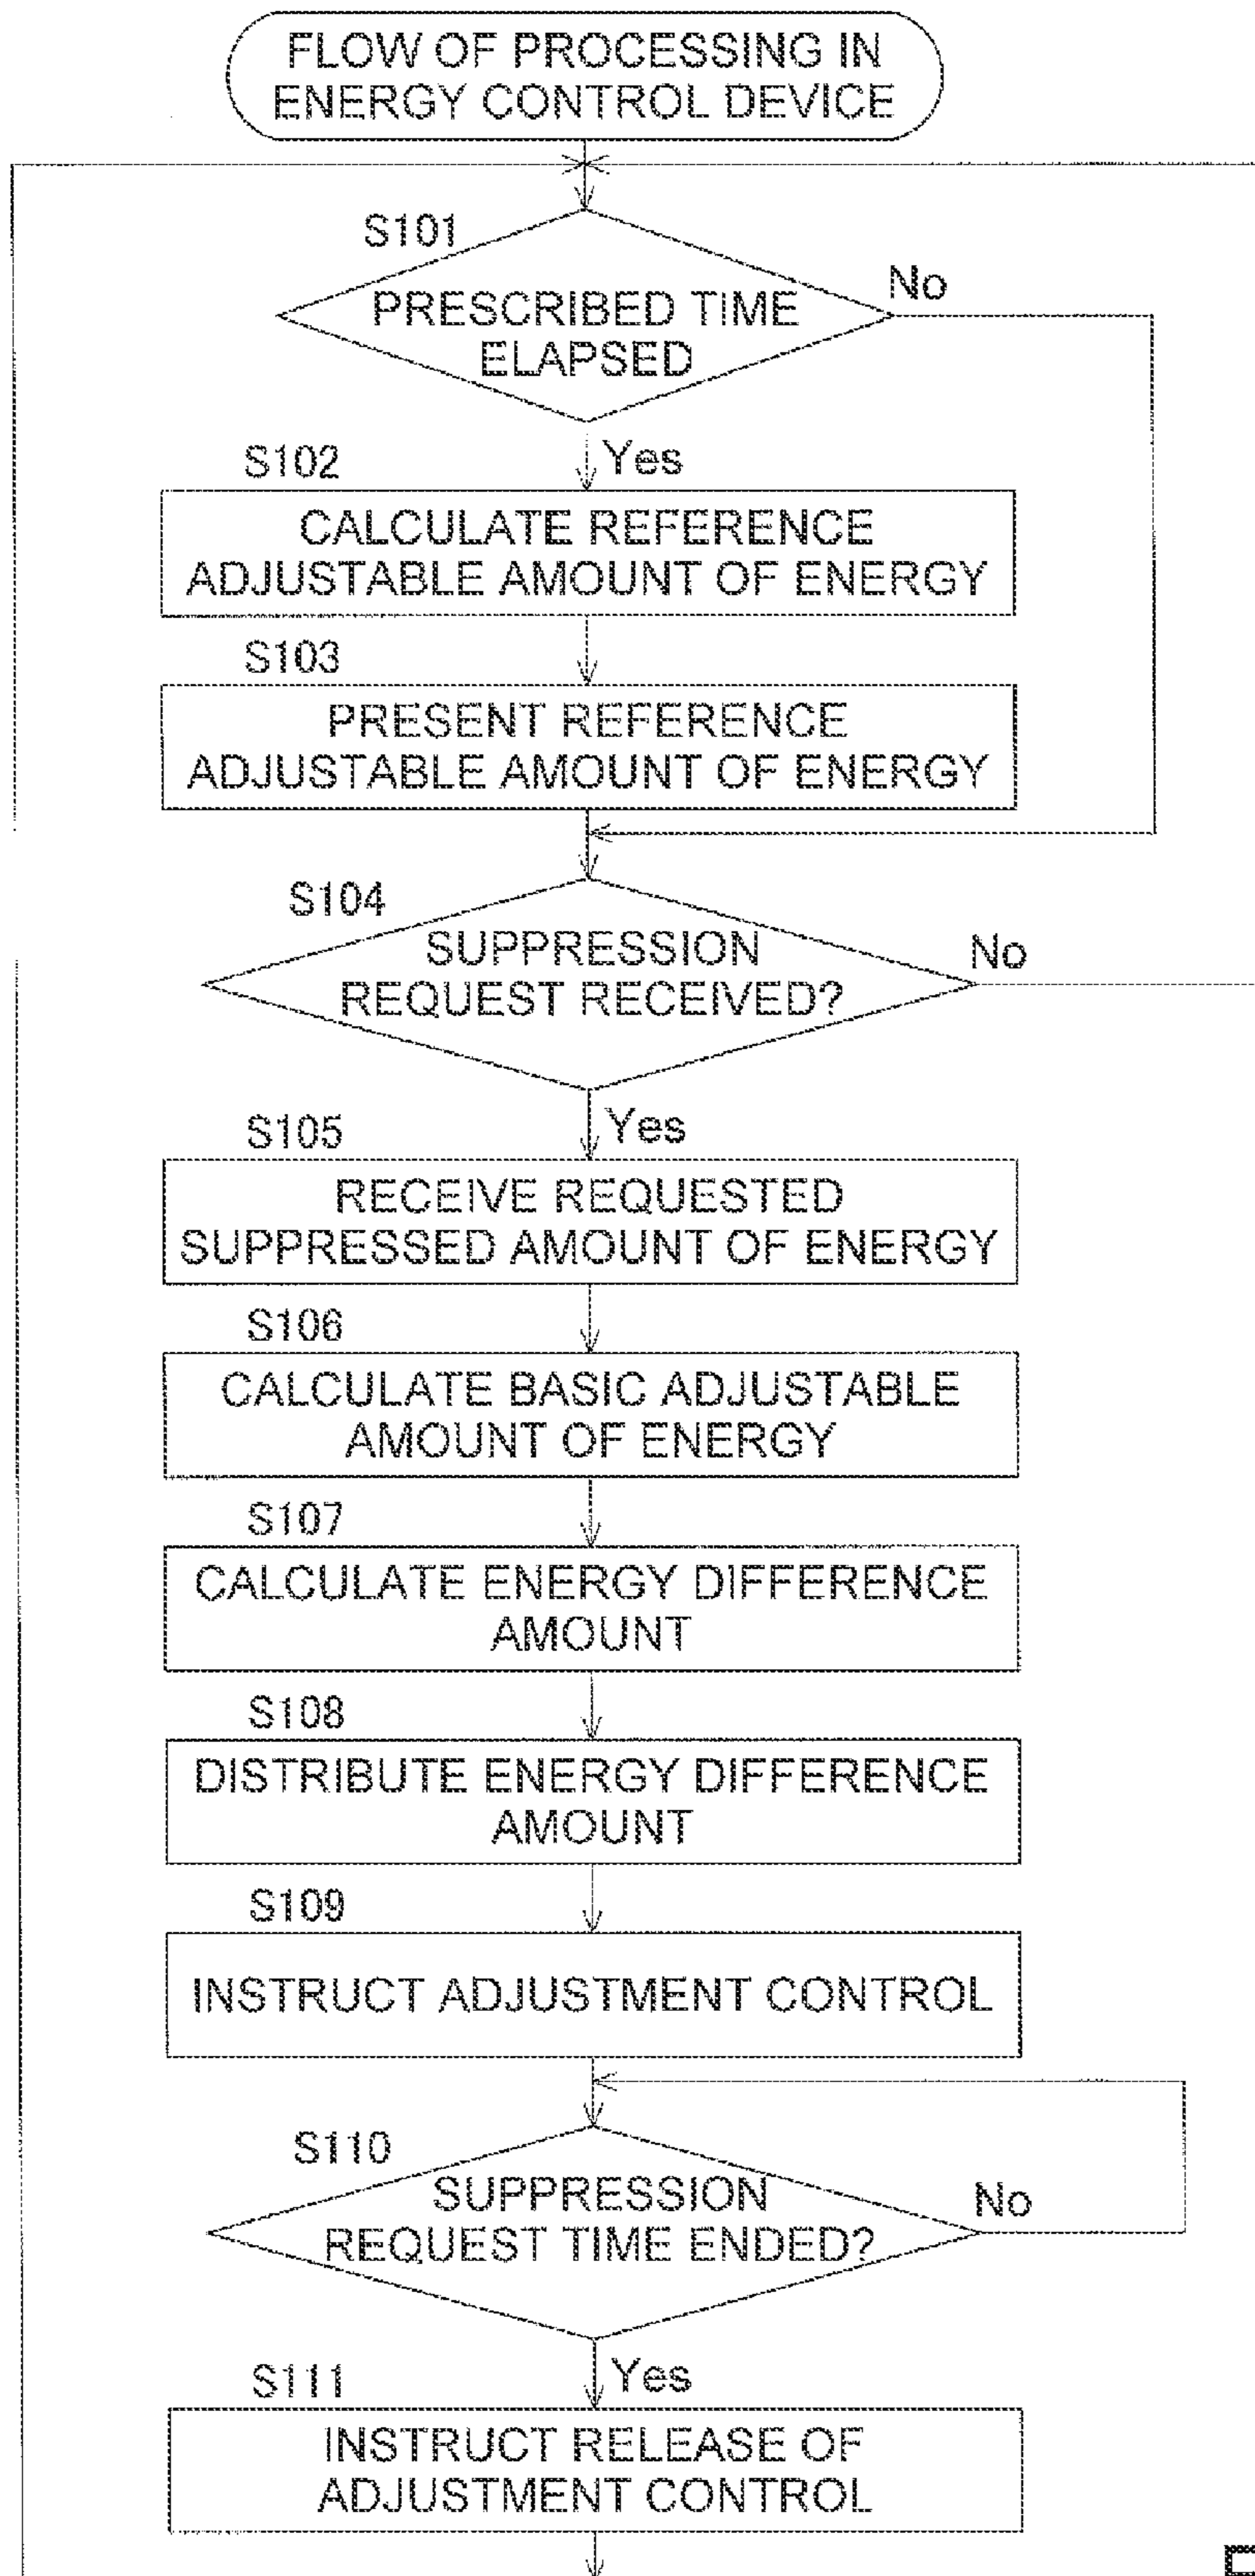 FLOW OF PROCESSING IN
ENERGY CONTROL DEVICE
S101
No
PRESCRIBED TIME
ELAPSED
S102
Yes
CALCULATE REFERENCE
ADJUSTABLE AMOUNT OF ENERGY
S103
PRESENT REFERENCE
ADJUSTABLE AMOUNT OF ENERGY
S104
SUPPRESSION
No
REQUEST RECEIVED?
S105
Yes
RECEIVE REQUESTED
SUPPRESSED AMOUNT OF ENERGY
S106
CALCULATE BASIC ADJUSTABLE
AMOUNT OF ENERGY
S107
CALCULATE ENERGY DIFFERENCE
AMOUNT
S108
DISTRIBUTE ENERGY DIFFERENCE
AMOUNT
S109
INSTRUCT ADJUSTMENT CONTROL
S110
SUPPRESSION
No
REQUEST TIME ENDED?
S111
Yes
INSTRUCT RELEASE OF
ADJUSTMENT CONTROL